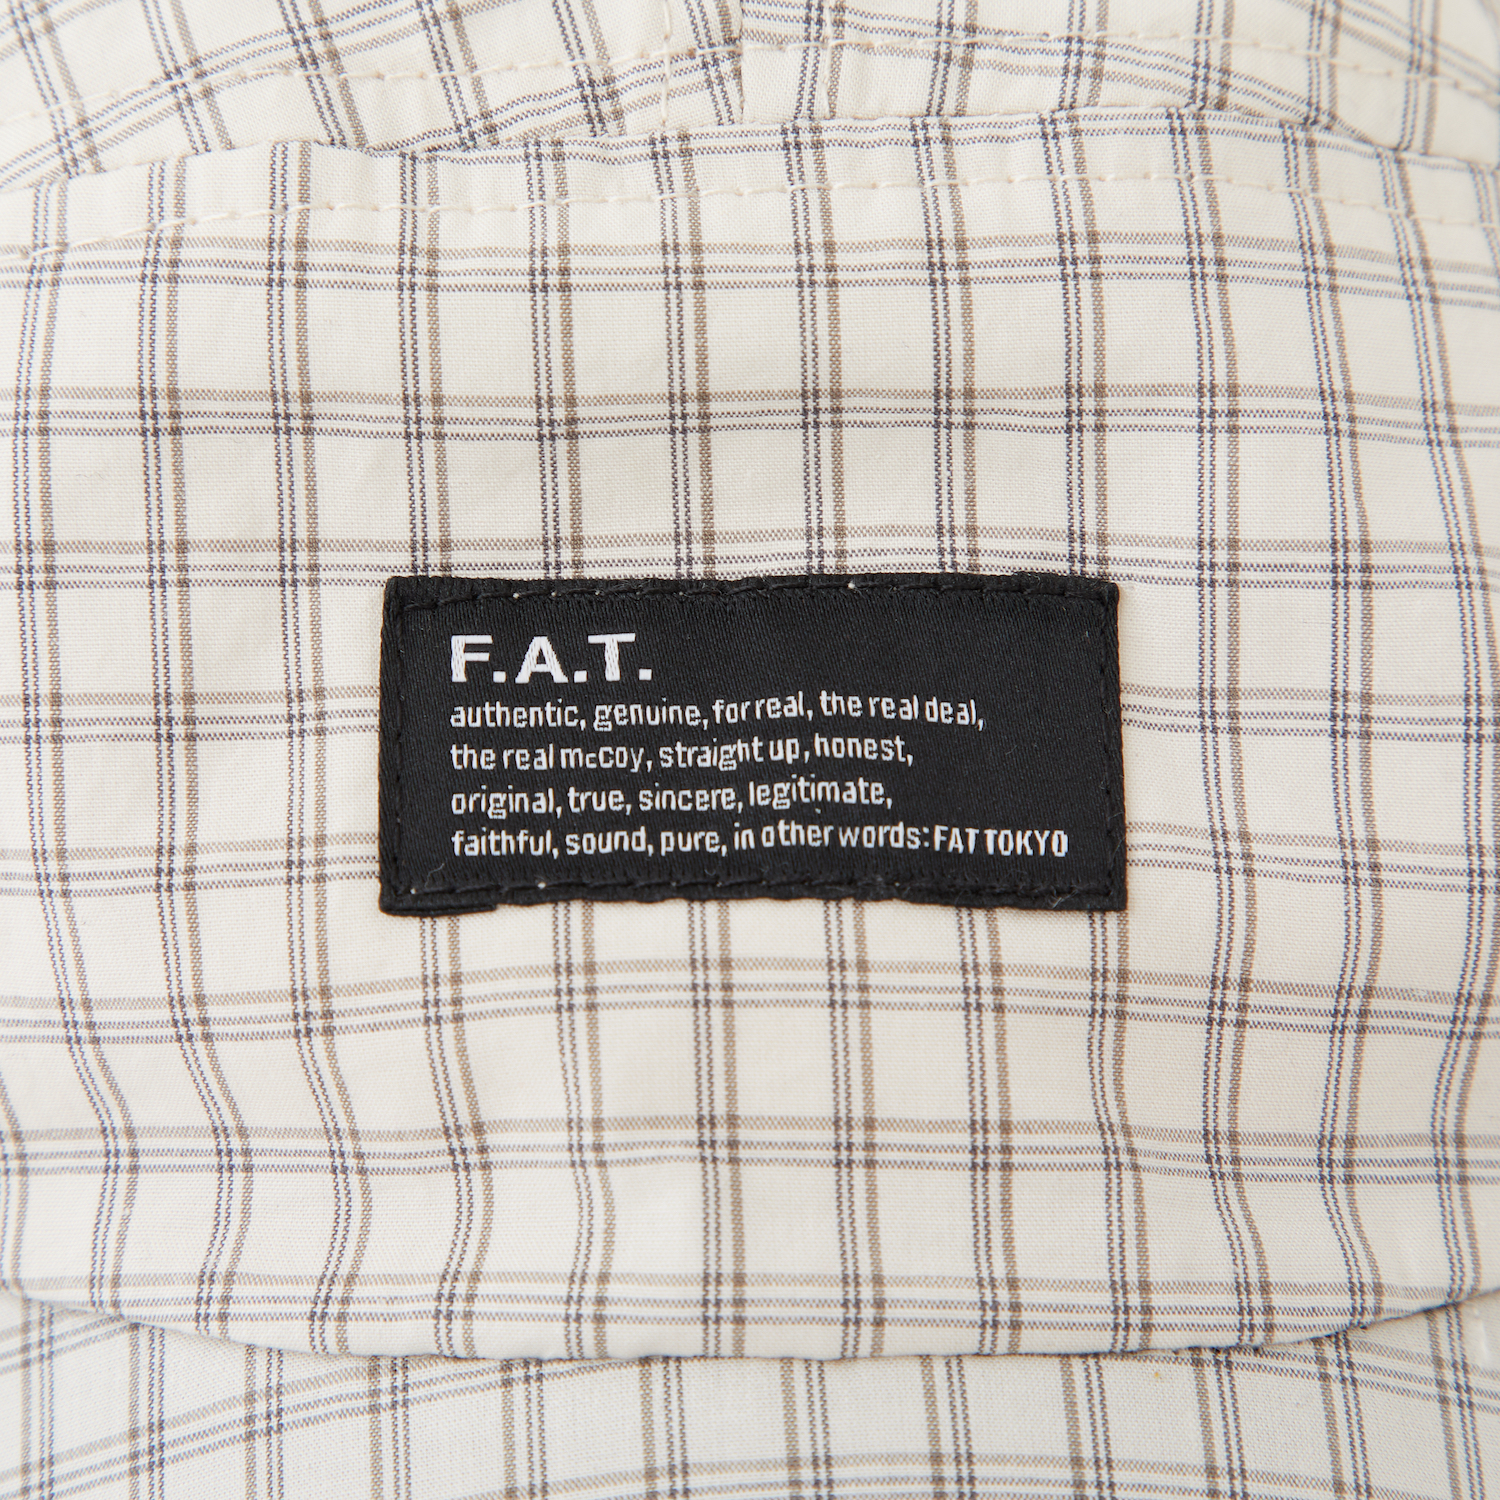 F.A.T.
authentic, genuine, for real, the real deal,
the real mccoy, straight up, honest,
original, true, sincere, legitimate,
faithful, sound, pure, in other words: FAT TOKYO